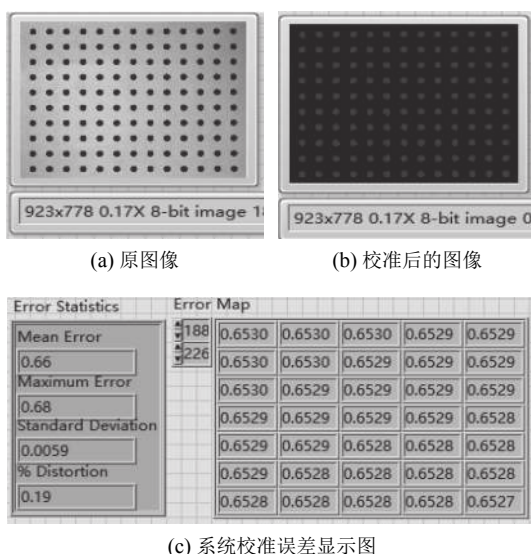 923x778 0.17X 8-bit image 1
923x778 0.17X 8-bit image 0
(a) 原图像
(b) 校准后的图像
Error Statistics
Mean Error
0.66
Maximum Error
0.68
Standard Deviation
0.0059
% Distortion
0.19
Error Map
188
226
0.6530 0.6530 0.6530 0.6529 0.6529
0.6530 0.6530 0.6529 0.6529 0.6529
0.6530 0.6529 0.6529 0.6529 0.6529
0.6529 0.6529 0.6529 0.6528 0.6528
0.6529 0.6529 0.6528 0.6528 0.6528
0.6529 0.6528 0.6528 0.6528 0.6528
0.6528 0.6528 0.6528 0.6528 0.6527
(c) 系统校准误差显示图